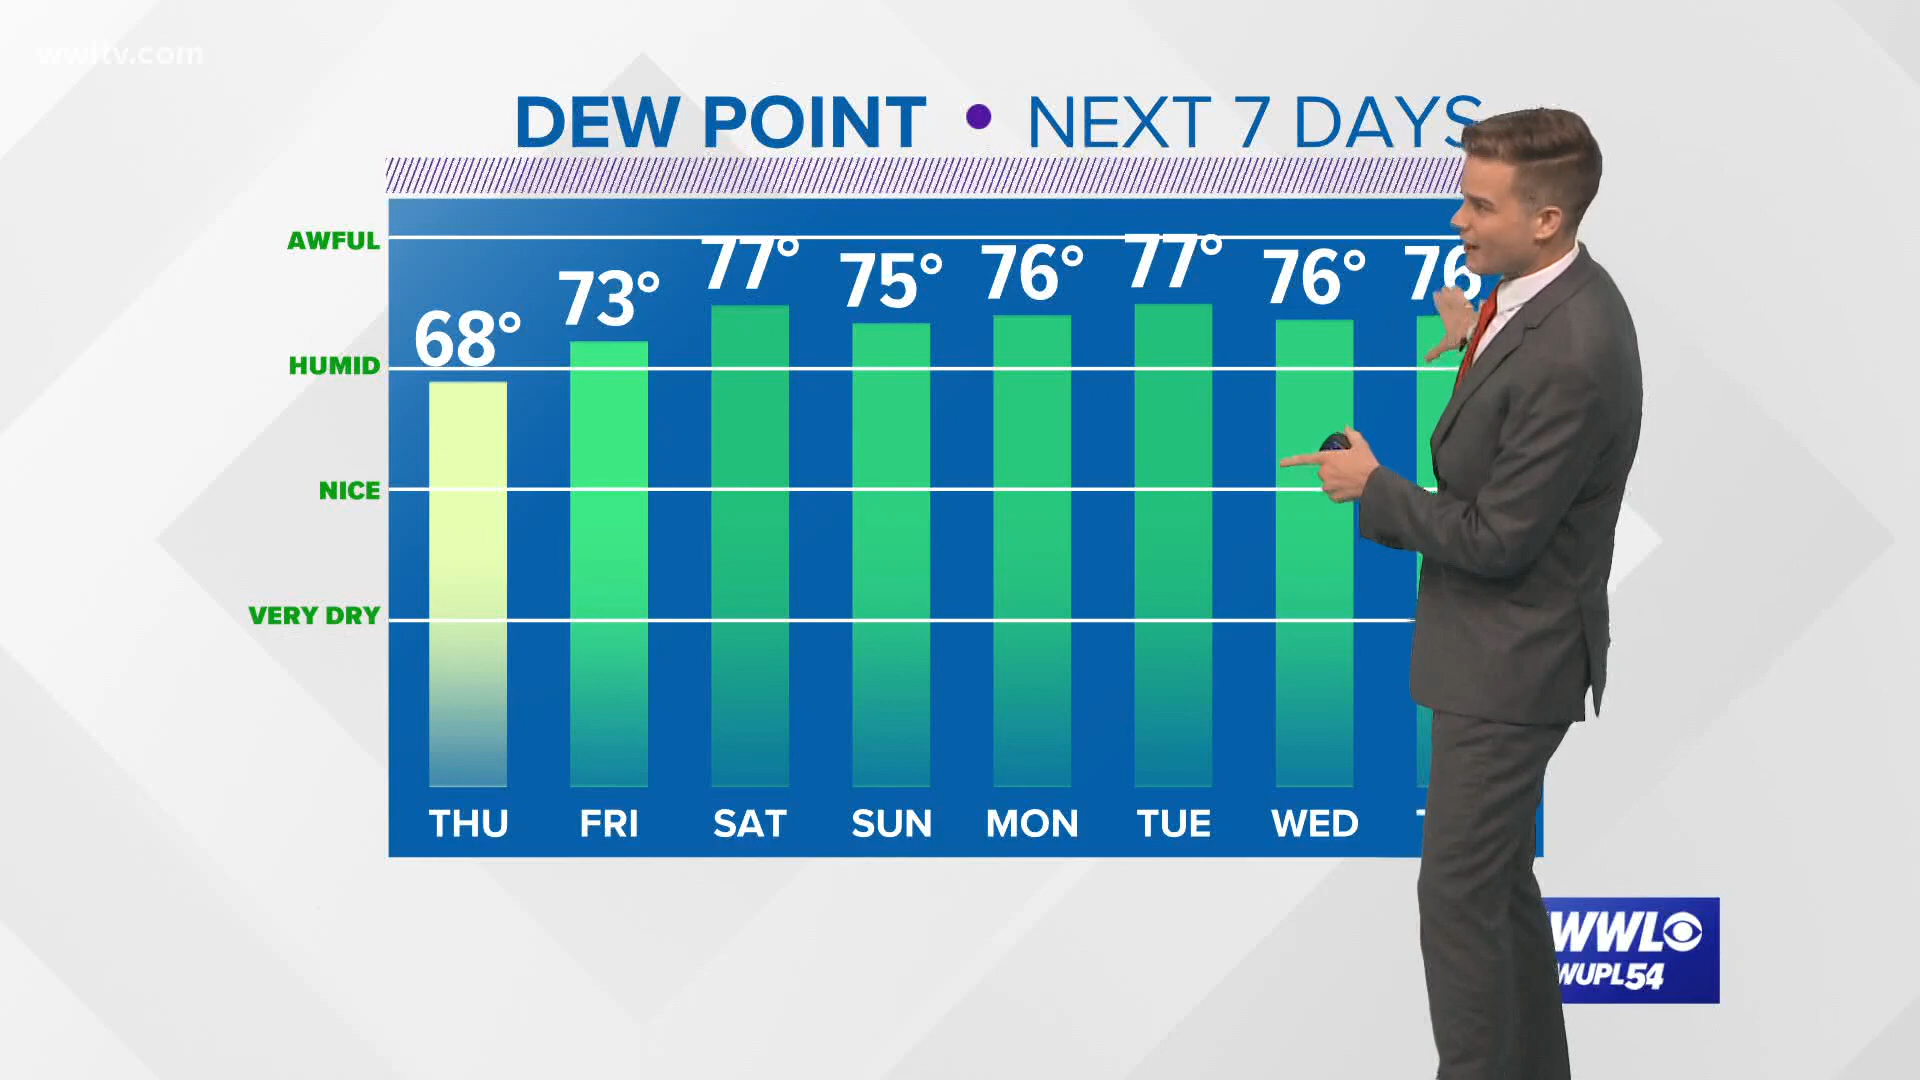 wwltv.com
DEW POINT • NEXT 7 DAYS
AWFUL
HUMID
NICE
VERY DRY
68° 73° 77° 75° 76° 77° 76° 76
THU FRI SAT SUN MON TUE WED
WWL
WUPL54